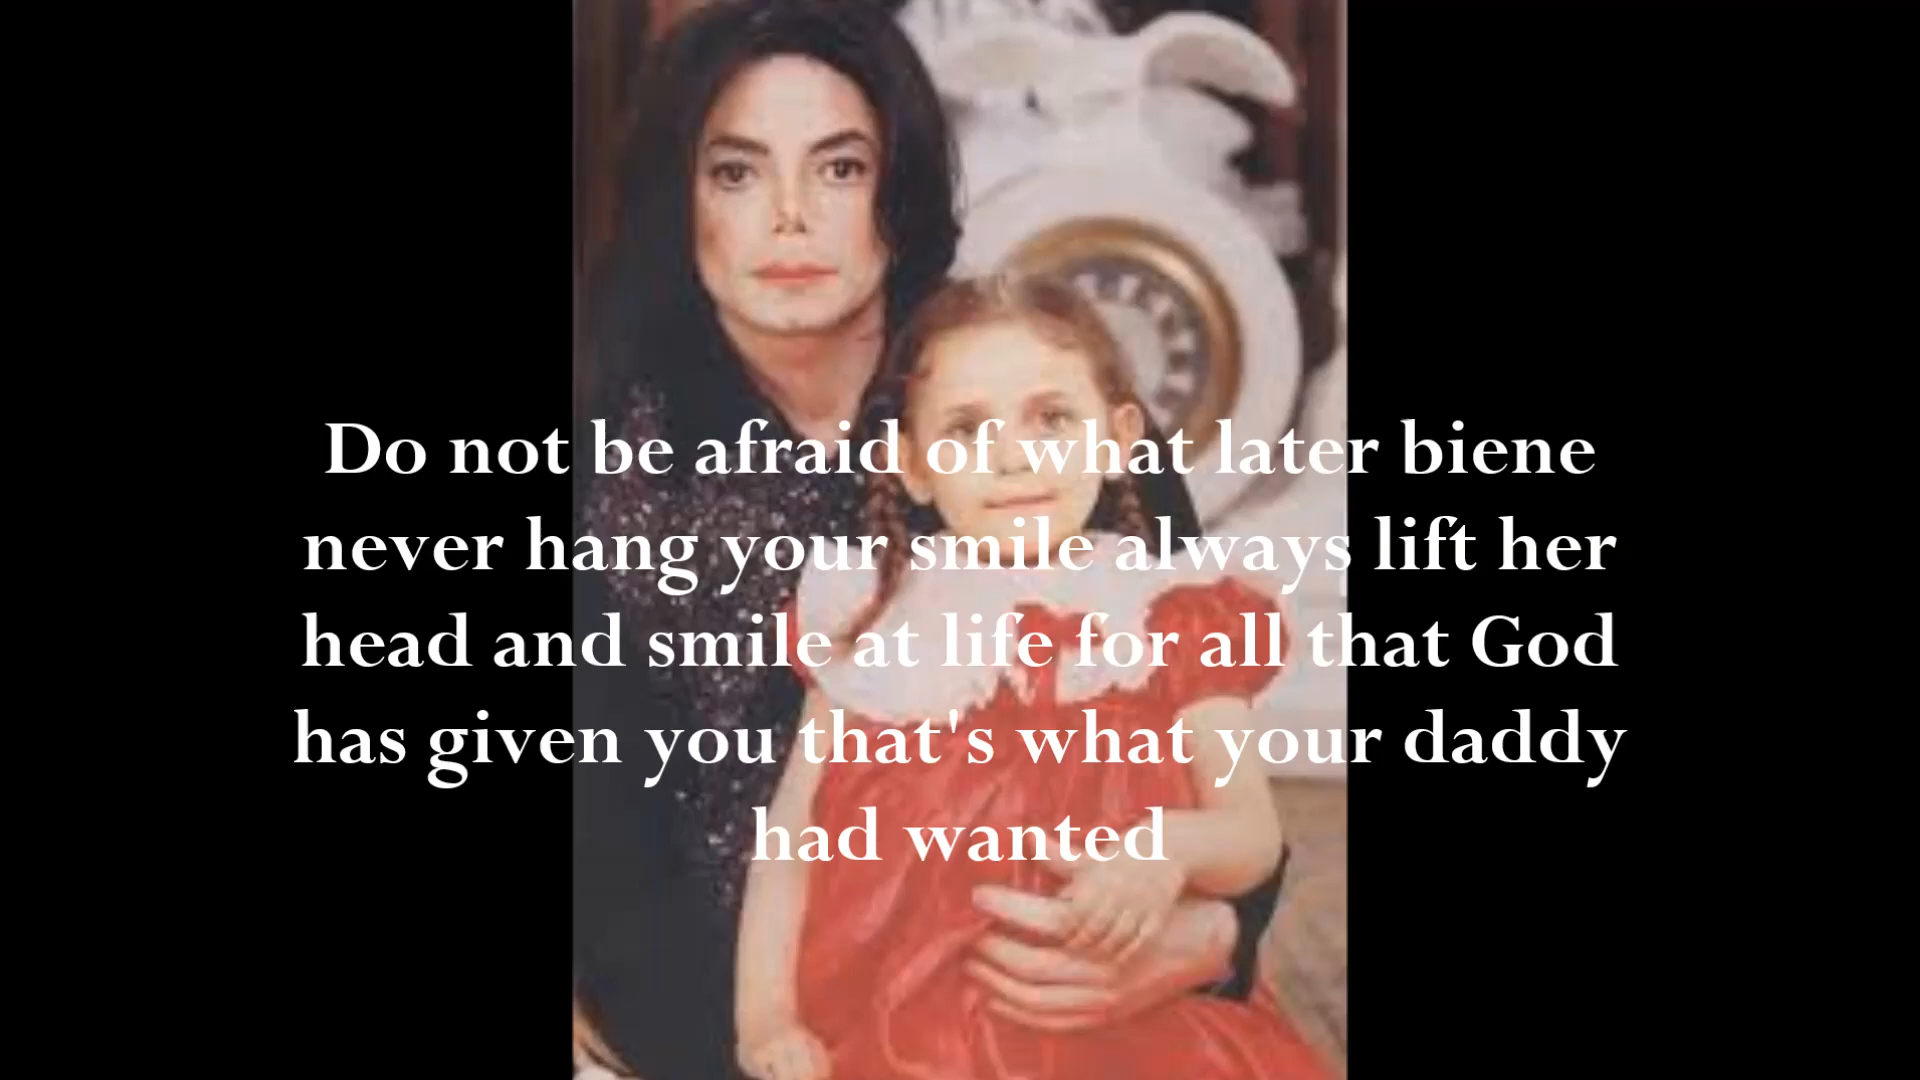 Do not be afraid of what later biene
never hang your smile always lift her
head and smile at life for all that God
has given you that's what your daddy
had wanted